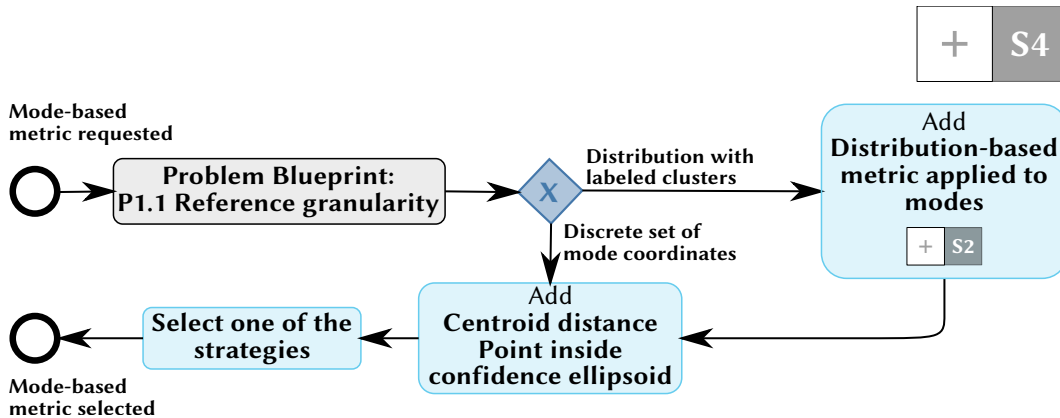 + S4
Mode-based
metric requested
Problem Blueprint:
P1.1 Reference granularity
X
Distribution with
labeled clusters
Discrete set of
mode coordinates
Add
Distribution-based
metric applied to
modes
+ S2
Add
Centroid distance
Point inside
confidence ellipsoid
Select one of the
strategies
Mode-based
metric selected